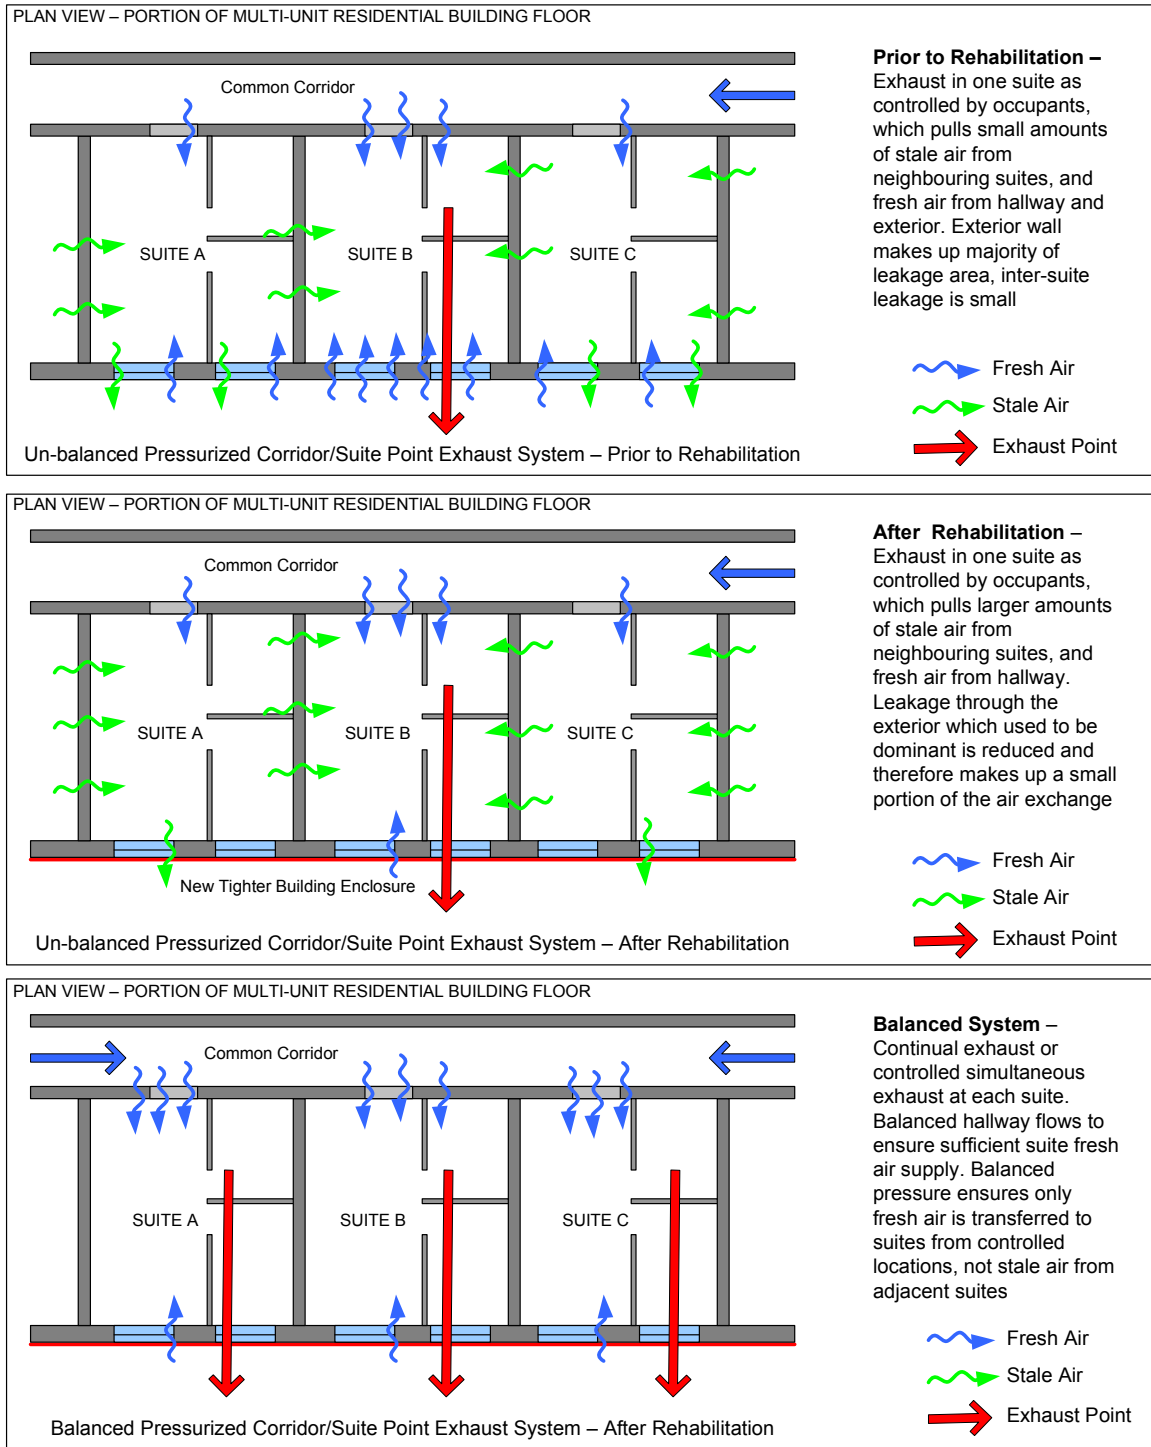 PLAN VIEW – PORTION OF MULTI-UNIT RESIDENTIAL BUILDING FLOOR
Common Corridor
SUITE A
SUITE B
SUITE C
Un-balanced Pressurized Corridor/Suite Point Exhaust System – Prior to Rehabilitation
Prior to Rehabilitation –
Exhaust in one suite as
controlled by occupants,
which pulls small amounts
of stale air from
neighbouring suites, and
fresh air from hallway and
exterior. Exterior wall
makes up majority of
leakage area, inter-suite
leakage is small
Fresh Air
Stale Air
Exhaust Point
PLAN VIEW – PORTION OF MULTI-UNIT RESIDENTIAL BUILDING FLOOR
Common Corridor
SUITE A
SUITE B
SUITE C
New Tighter Building Enclosure
Un-balanced Pressurized Corridor/Suite Point Exhaust System – After Rehabilitation
After  Rehabilitation –
Exhaust in one suite as
controlled by occupants,
which pulls larger amounts
of stale air from
neighbouring suites, and
fresh air from hallway.
Leakage through the
exterior which used to be
dominant is reduced and
therefore makes up a small
portion of the air exchange
Fresh Air
Stale Air
Exhaust Point
PLAN VIEW – PORTION OF MULTI-UNIT RESIDENTIAL BUILDING FLOOR
Common Corridor
SUITE A
SUITE B
SUITE C
Balanced Pressurized Corridor/Suite Point Exhaust System – After Rehabilitation
Balanced System –
Continual exhaust or
controlled simultaneous
exhaust at each suite.
Balanced hallway flows to
ensure sufficient suite fresh
air supply. Balanced
pressure ensures only
fresh air is transferred to
suites from controlled
locations, not stale air from
adjacent suites
Fresh Air
Stale Air
Exhaust Point